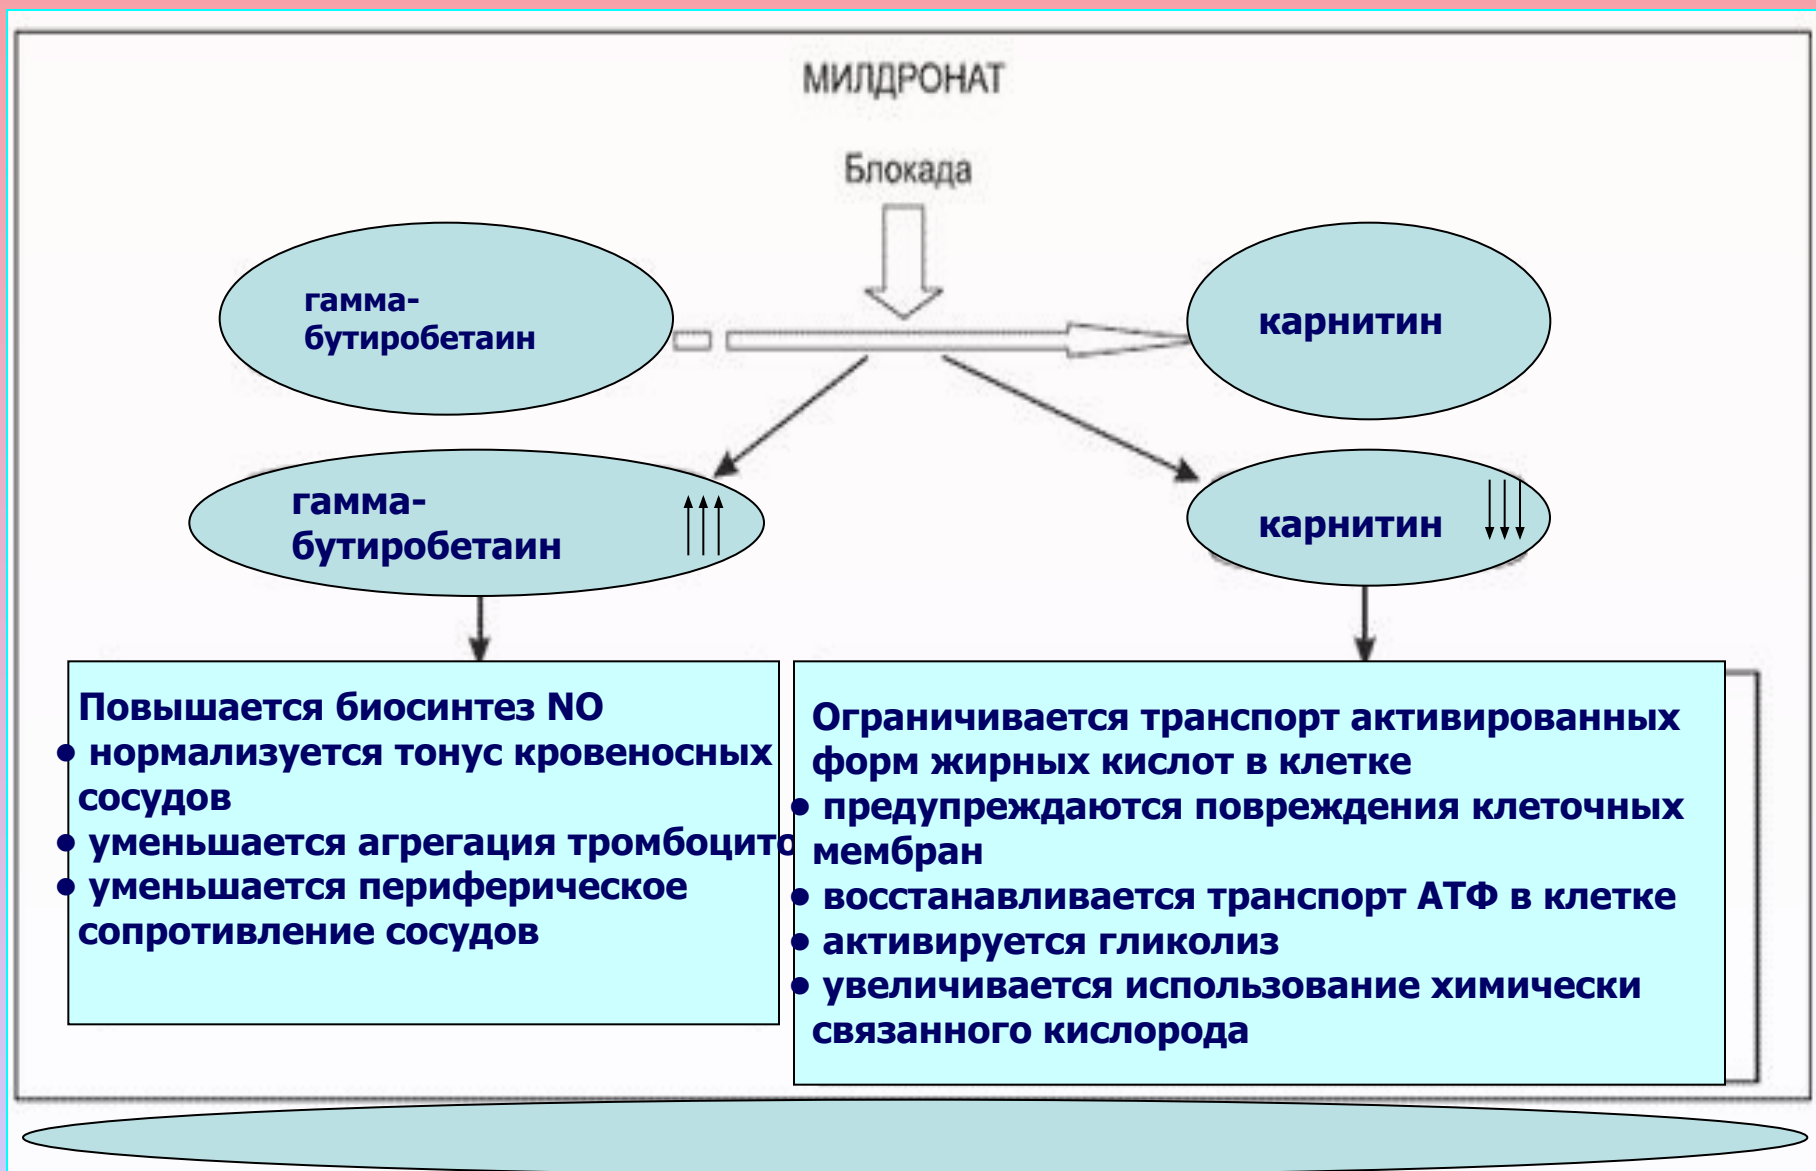 МИЛДРОНАТ
Блокада
гамма-
бутиробетаин
карнитин
гамма-
бутиробетаин
карнитин
Повышается биосинтез NO
• нормализуется тонус кровеносных
сосудов
• уменьшается агрегация тромбоцито
• уменьшается периферическое
сопротивление сосудов
Ограничивается транспорт активированных
форм жирных кислот в клетке
• предупреждаются повреждения клеточных
мембран
• восстанавливается транспорт АТФ в клетке
• активируется гликолиз
• увеличивается использование химически
связанного кислорода